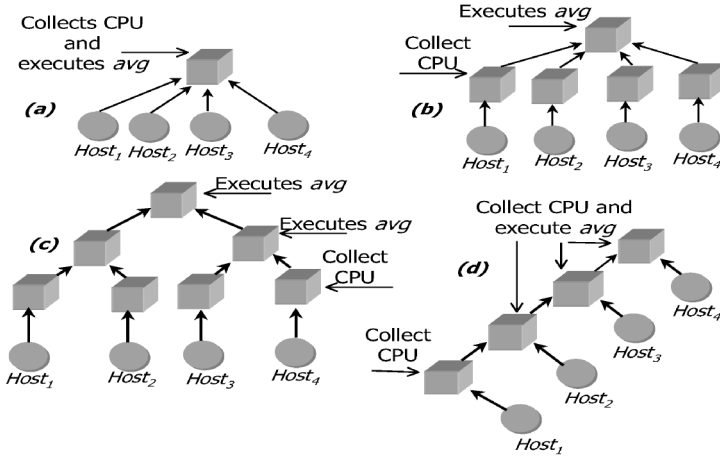 Collects CPU
and
executes avg
(a)
Host1
Host2
Host3
Host4
Executes avg
Collect
CPU
(b)
Host1
Host2
Host3
Host4
Executes avg
Executes avg
(c)
Collect
CPU
Host1
Host2
Host3
Host4
Collect CPU and
execute avg
(d)
Collect
CPU
Host4
Host3
Host2
Host1